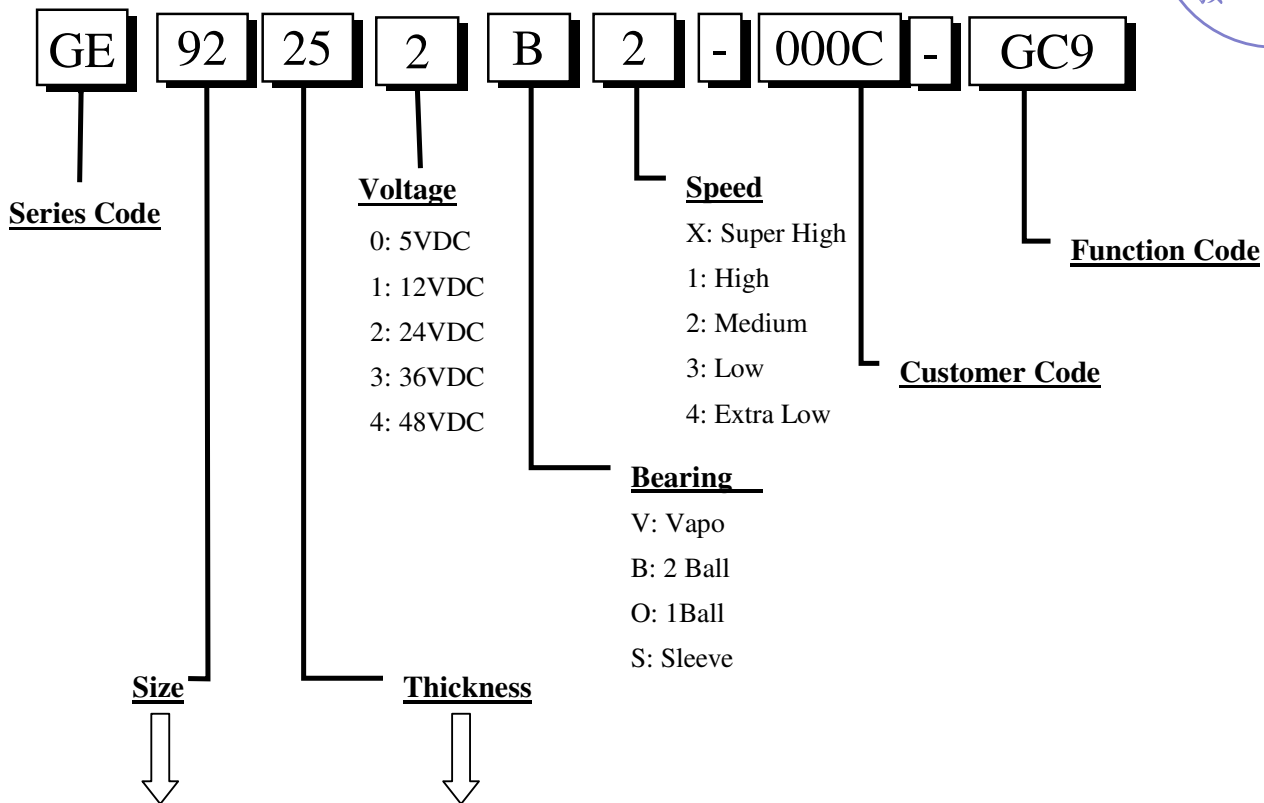 GE 92 25 2 B 2 - 000C - GC9
Series Code
Voltage
0: 5VDC
1: 12VDC
2: 24VDC
3: 36VDC
4: 48VDC
Speed
X: Super High
1: High
2: Medium
3: Low
4: Extra Low
Function Code
Customer Code
Bearing
V: Vapo
B: 2 Ball
O: 1Ball
S: Sleeve
Size
Thickness